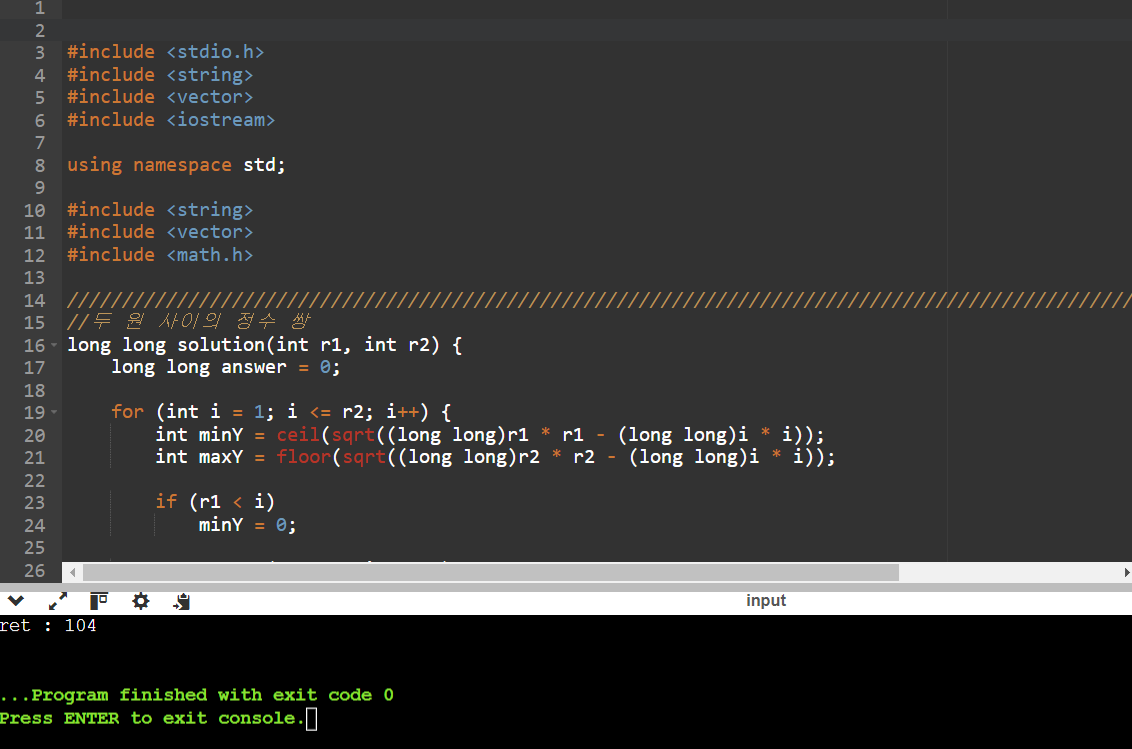 1
2
3 #include <stdio.h>
4 #include <string>
5 #include <vector>
6 #include <iostream>
7
8 using namespace std;
9
10 #include <string>
11 #include <vector>
12 #include <math.h>
13
14 /////////////////////////////////////////////////////////////////////////////////////////////////
15 //두 원 사이의 정수 쌍
16 long long solution(int r1, int r2) {
17 long long answer = 0;
18
19 for (int i = 1; i <= r2; i++) {
20 int minY = ceil(sqrt((long long)r1 * r1 - (long long)i * i));
21 int maxY = floor(sqrt((long long)r2 * r2 - (long long)i * i));
22
23 if (r1 < i)
24 minY = 0;
25
26
input
ret : 104
...Program finished with exit code 0
Press ENTER to exit console.